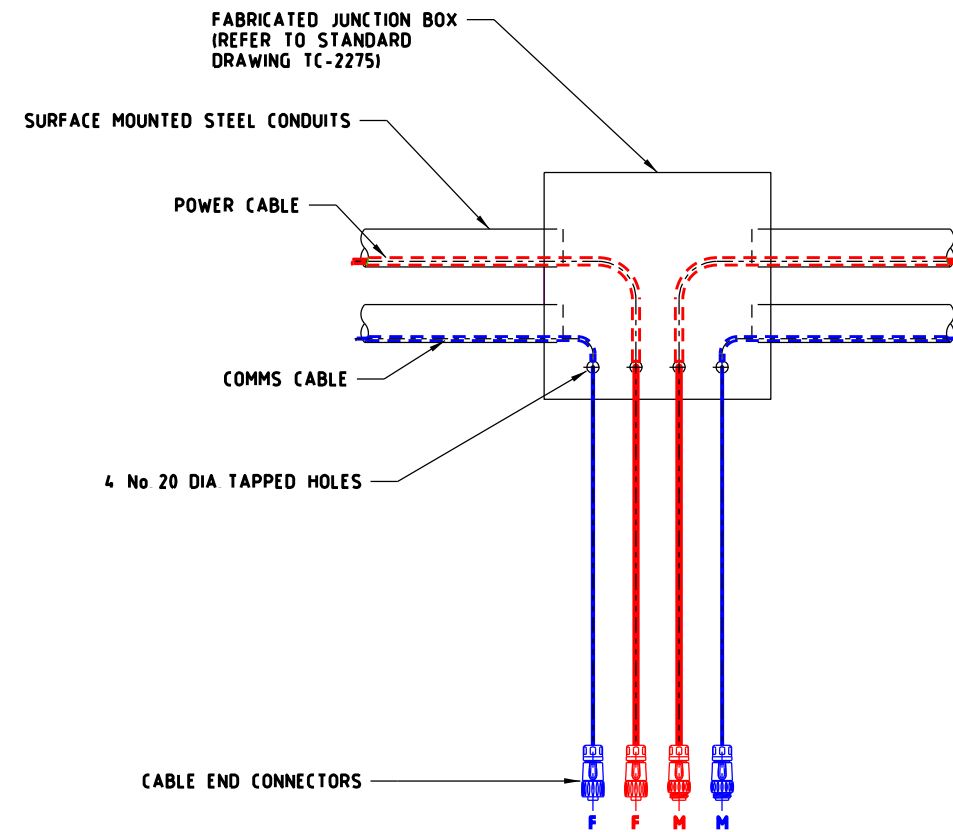 FABRICATED JUNCTION BOX
(REFER TO STANDARD
DRAWING TC-2275)
SURFACE MOUNTED STEEL CONDUITS
POWER CABLE
COMMS CABLE
4 No. 20 DIA. TAPPED HOLES
CABLE END CONNECTORS
F F M M